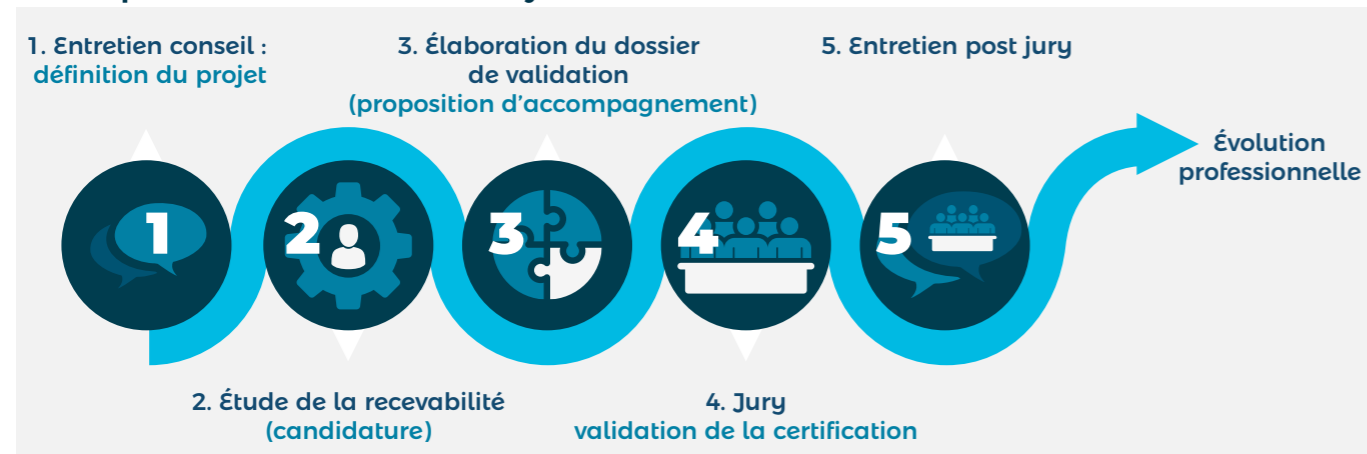 1. Entretien conseil :
définition du projet
3. Élaboration du dossier
de validation
(proposition d'accompagnement)
5. Entretien post jury
Évolution
professionnelle
1
2
3
4
5
2. Étude de la recevabilité
(candidature)
4. Jury
validation de la certification